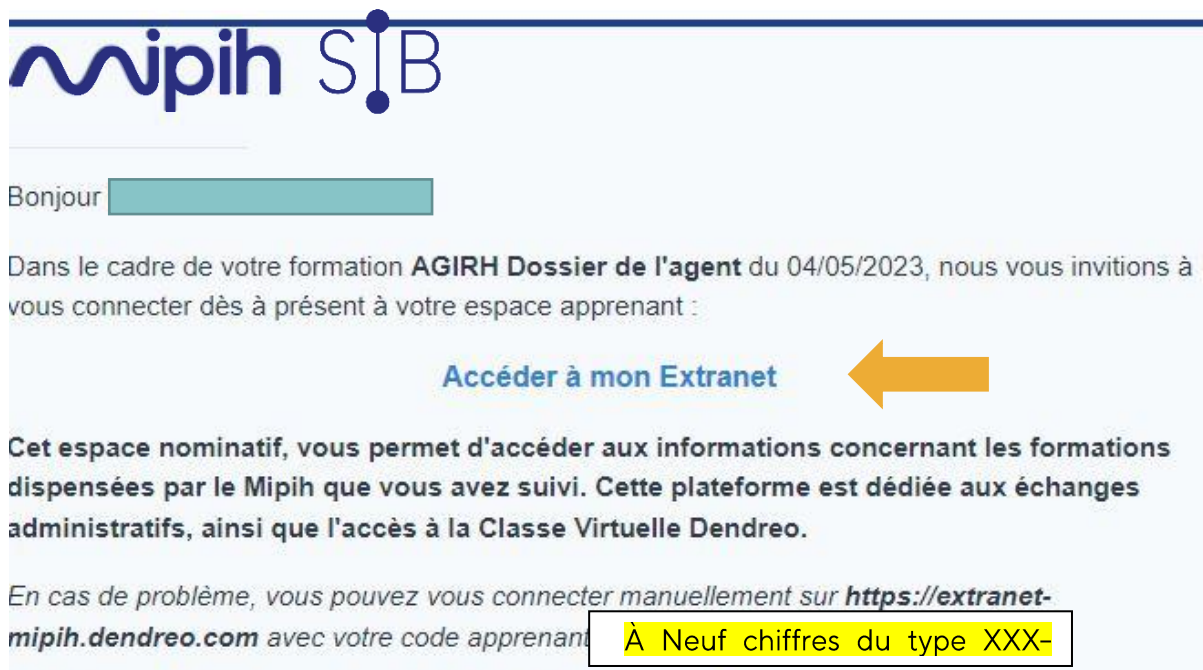 mipih SIB
Bonjour
Dans le cadre de votre formation AGIRH Dossier de l'agent du 04/05/2023, nous vous invitions à
vous connecter dès à présent à votre espace apprenant :
Accéder à mon Extranet
Cet espace nominatif, vous permet d'accéder aux informations concernant les formations
dispensées par le Mipih que vous avez suivi. Cette plateforme est dédiée aux échanges
administratifs, ainsi que l'accès à la Classe Virtuelle Dendreo.
En cas de problème, vous pouvez vous connecter manuellement sur https://extranet-
mipih.dendreo.com avec votre code apprenant À Neuf chiffres du type XXX-